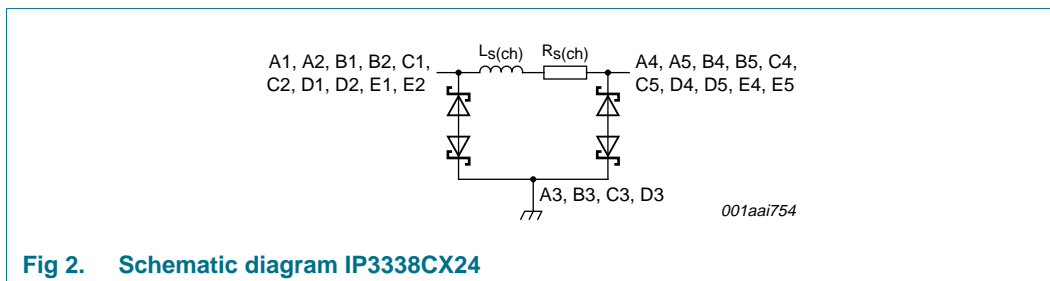 A1, A2, B1, B2, C1,
C2, D1, D2, E1, E2
Ls(ch)
Rs(ch)
A4, A5, B4, B5, C4,
C5, D4, D5, E4, E5
A3, B3, C3, D3
001aai754
Fig 2. Schematic diagram IP3338CX24